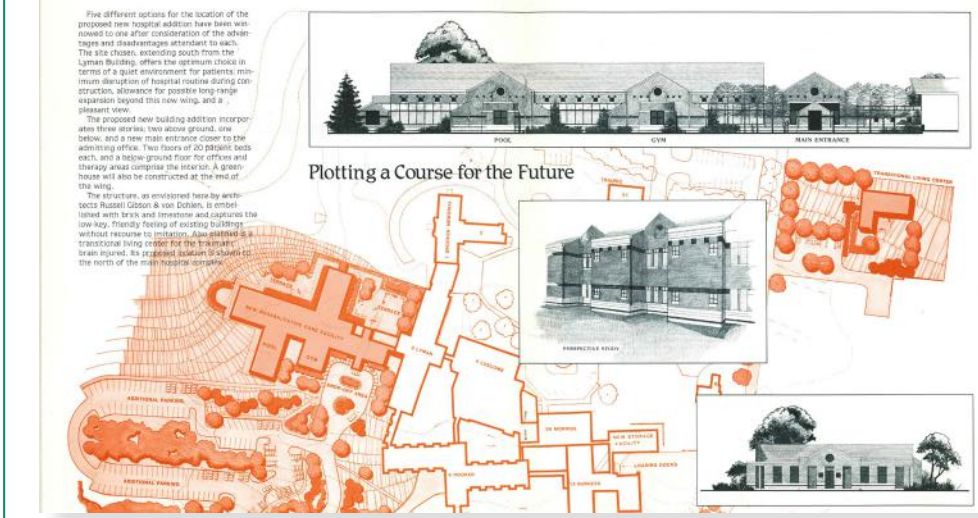 Five different options for the location of the
proposed new hospital addition have been win-
nowed to one after consideration of the advan-
tages and disadvantages attendant to each.
The site chosen, extending south from the
Lyman Building, offers the optimum choice in
terms of a quiet environment for patients, min-
imum disruption of hospital routine during con-
struction, allowance for possible long-range
expansion beyond this new wing, and a
pleasant view.
The proposed new building addition incorpor-
ates three stories; two above ground, one
below, and a new main entrance closer to the
admitting office. Two floors of 20 patient beds
each, and a below-ground floor for offices and
therapy areas comprise the interior. A green-
house will also be constructed at the end of
the wing.
The structure, as envisioned here by archi-
tects Russell Gibson & von Dohlen, is embel-
lished with brick and limestone and captures the
low-key, friendly feeling of existing buildings
without recourse to imitation. Also planned is a
transitional living center for the traumatic
brain injured. Its proposed location is shown to
the north of the main hospital complex.
POOL
GYM
MAIN ENTRANCE
Plotting a Course for the Future
TRANSITIONAL LIVING CENTER
PERSPECTIVE STUDY
TERRACE
TERRACE
NEW REHABILITATION CARE FACILITY
POOL
GYM
DROP-OFF AREA
LYMAN
ADDITIONAL PARKING
ADDITIONAL PARKING
NEW STORAGE
FACILITY
LOADING DOCKS